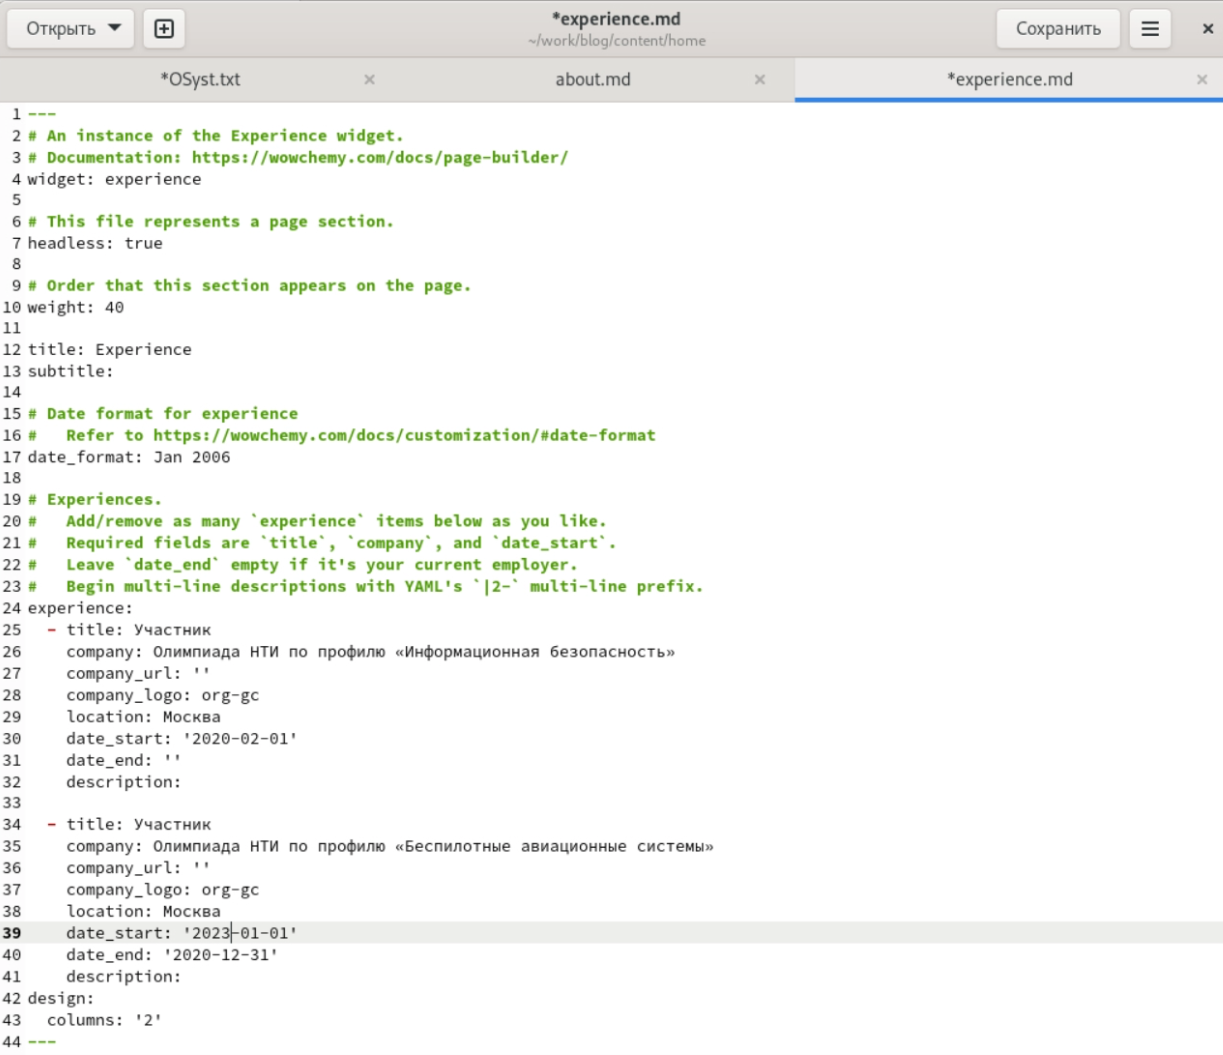 Открыть
*experience.md
~/work/blog/content/home
Сохранить
*OSyst.txt
about.md
*experience.md
1 ---
2 # An instance of the Experience widget.
3 # Documentation: https://wowchemy.com/docs/page-builder/
4 widget: experience
5
6 # This file represents a page section.
7 headless: true
8
9 # Order that this section appears on the page.
10 weight: 40
11
12 title: Experience
13 subtitle:
14
15 # Date format for experience
16 #   Refer to https://wowchemy.com/docs/customization/#date-format
17 date_format: Jan 2006
18
19 # Experiences.
20 #   Add/remove as many `experience` items below as you like.
21 #   Required fields are `title`, `company`, and `date_start`.
22 #   Leave `date_end` empty if it's your current employer.
23 #   Begin multi-line descriptions with YAML's `|2-` multi-line prefix.
24 experience:
25   - title: Участник
26     company: Олимпиада НТИ по профилю «Информационная безопасность»
27     company_url: ''
28     company_logo: org-gc
29     location: Москва
30     date_start: '2020-02-01'
31     date_end: ''
32     description:
33
34   - title: Участник
35     company: Олимпиада НТИ по профилю «Беспилотные авиационные системы»
36     company_url: ''
37     company_logo: org-gc
38     location: Москва
39     date_start: '2023-01-01'
40     date_end: '2020-12-31'
41     description:
42 design:
43   columns: '2'
44 ---